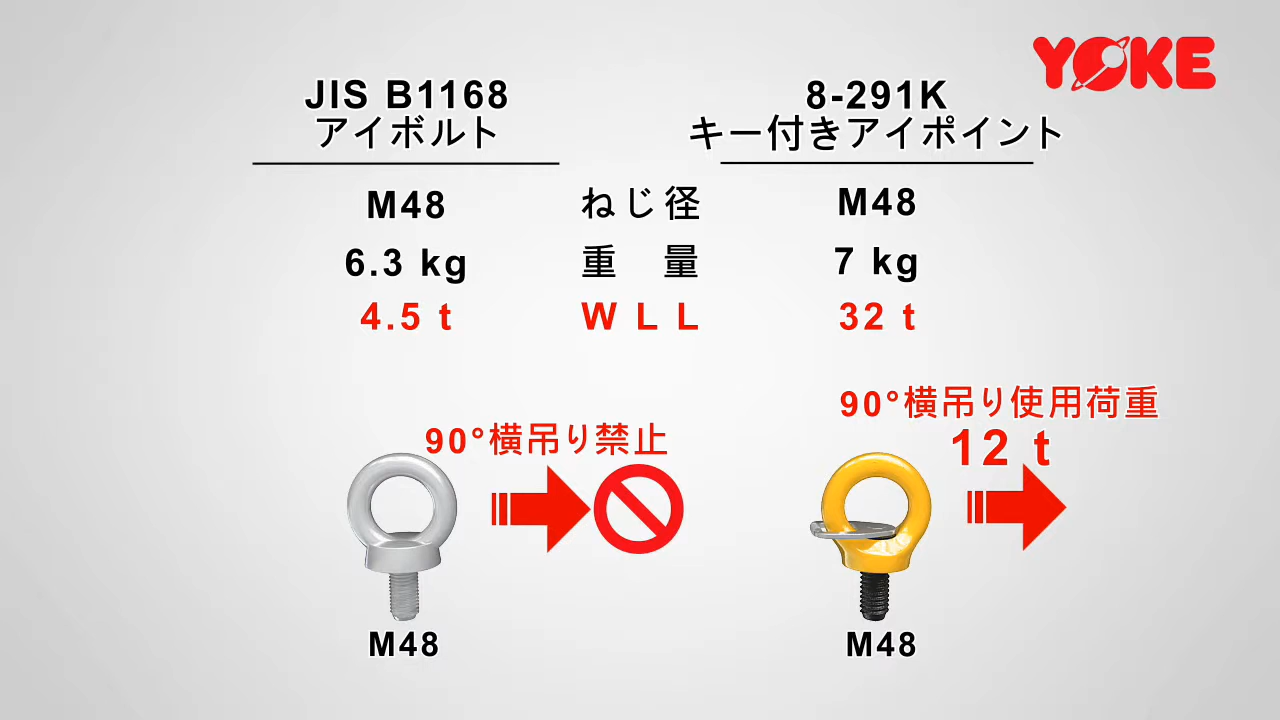 YOKE
JIS B1168
アイボルト
8-291K
キー付きアイポイント
M48 ねじ径 M48
6.3 kg 重 量 7 kg
4.5 t W L L 32 t
90°横吊り禁止
90°横吊り使用荷重
12 t
M48
M48